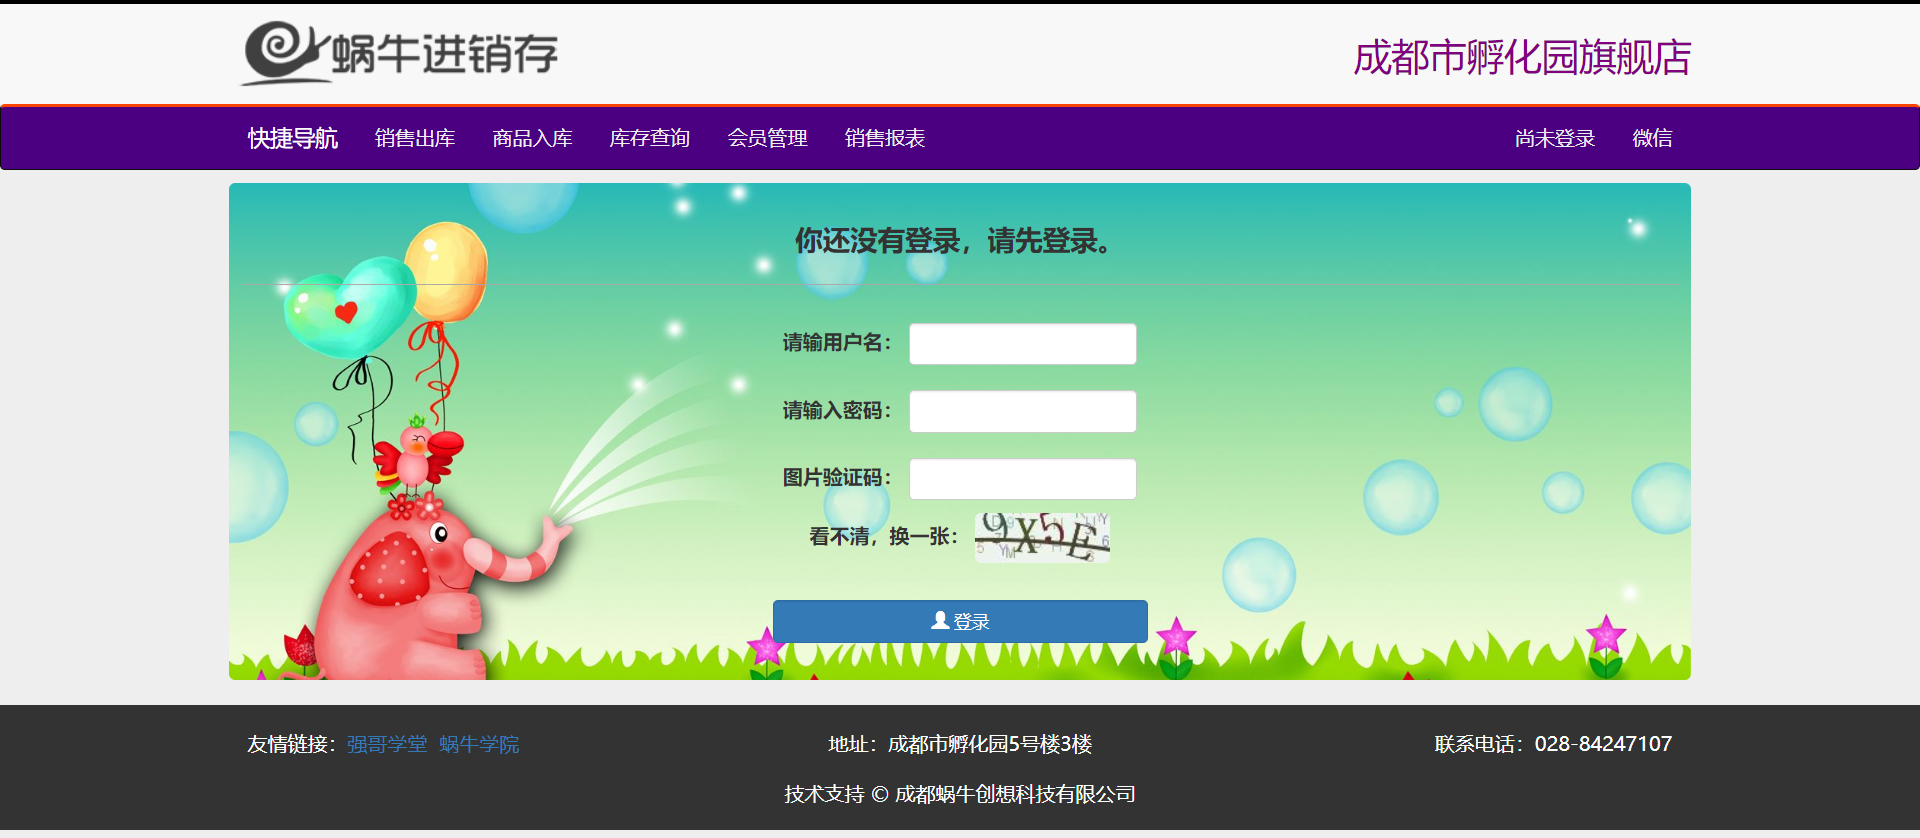 蜗牛进销存
成都市孵化园旗舰店
快捷导航 销售出库 商品入库 库存查询 会员管理 销售报表 尚未登录 微信
你还没有登录，请先登录。
请输用户名：
请输入密码：
图片验证码：
看不清，换一张： 9X5E
登录
友情链接：强哥学堂 蜗牛学院 地址：成都市孵化园5号楼3楼 联系电话：028-84247107
技术支持 © 成都蜗牛创想科技有限公司